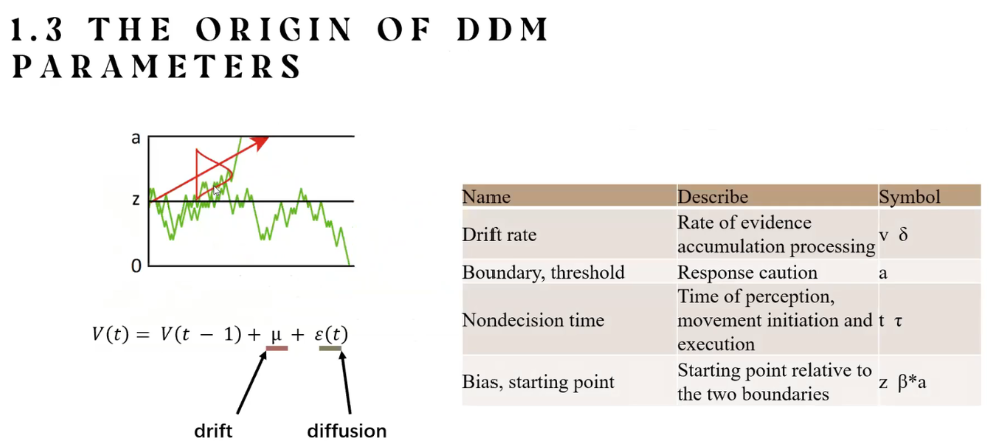 1.3 THE ORIGIN OF DDM
PARAMETERS
a
z
0
V(t) = V(t − 1) + μ + ε(t)
drift diffusion
Name Describe Symbol
Drift rate Rate of evidence accumulation processing v δ
Boundary, threshold Response caution a
Nondecision time Time of perception, movement initiation and execution t τ
Bias, starting point Starting point relative to the two boundaries z β*a